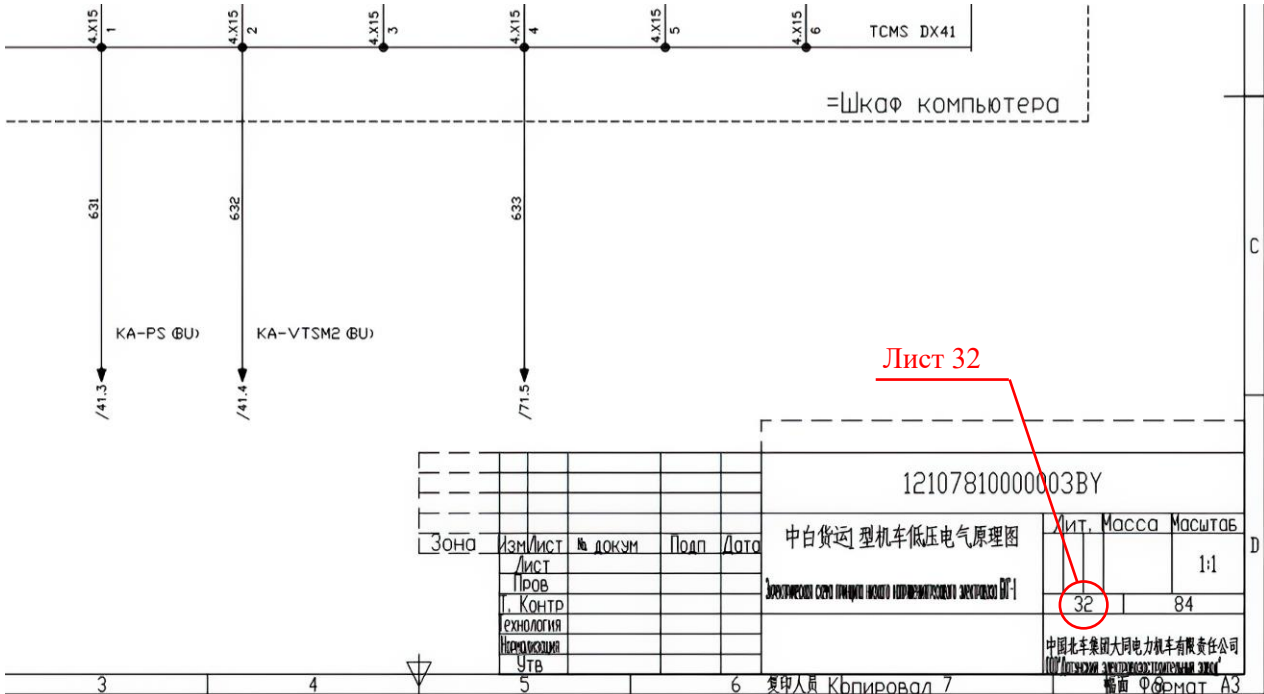 4.X15 1
4.X15 2
4.X15 3
4.X15 4
4.X15 5
4.X15 6
TCMS DX41
=Шкаф компьютера
631
632
633
C
KA-PS (BU)
KA-VTSM2 (BU)
/41.3
/41.4
/71.5
Лист 32
12107810000003BY
Зона
Изм Лист № докум Подп Дата
中白货运1型机车低压电气原理图
Лит. Масса Масштаб
1:1
D
Лист
Пров
Т. Контр
32 84
Технология
Утв
中国北车集团大同电力机车有限责任公司
3 4 5 6 7
复印人员 Копировал
幅面 Формат A3